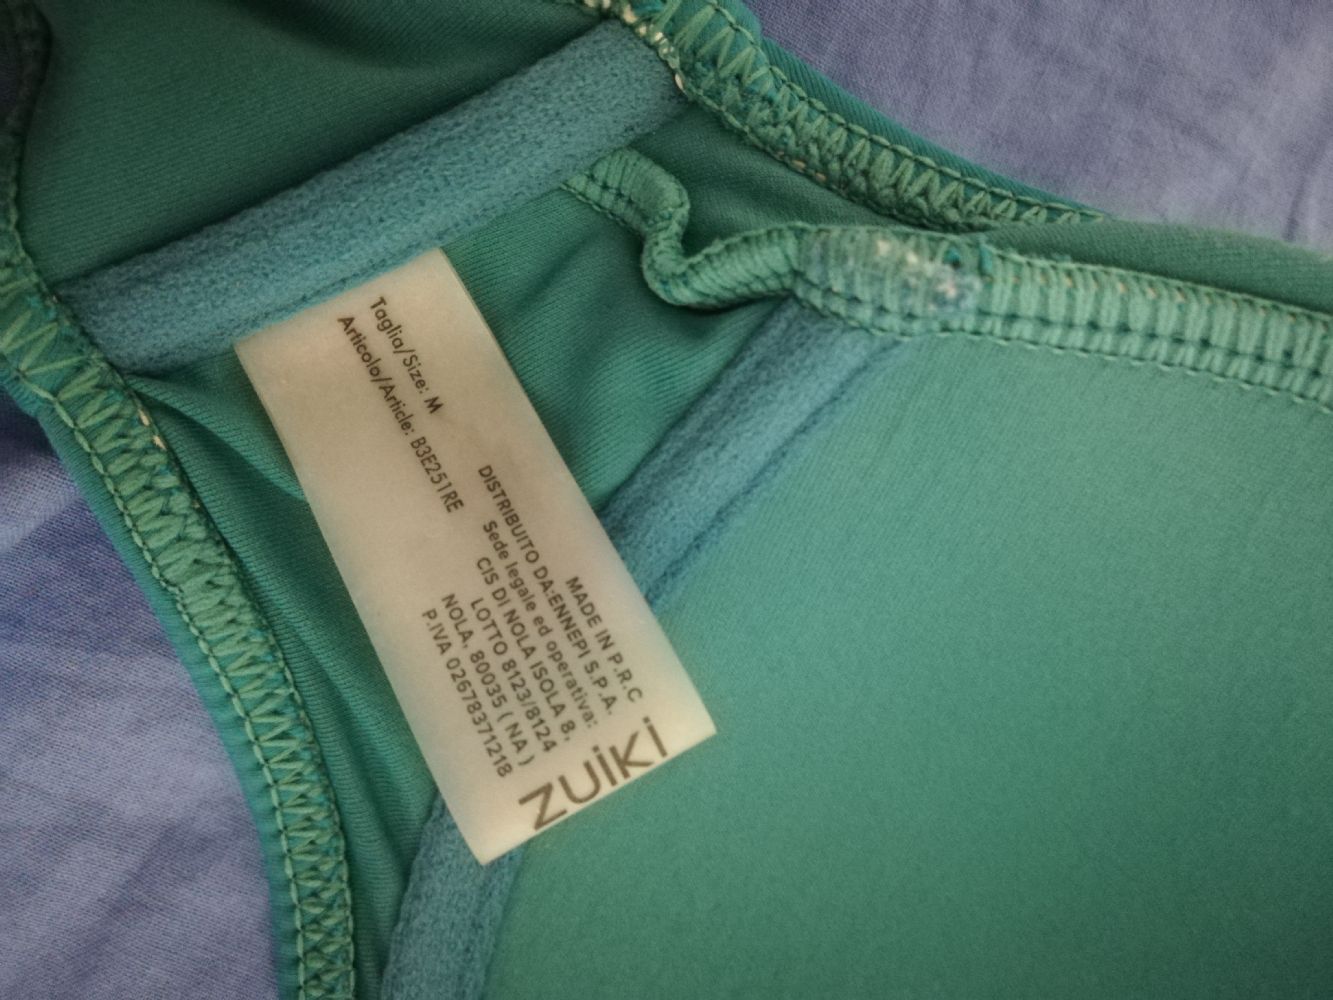 Taglia/Size: M
Articolo/Article: B3E251RE
MADE IN P.R.C
DISTRIBUITO DA:ENNEPI S.P.A.
Sede legale ed operativa:
CIS DI NOLA ISOLA 8,
LOTTO 8123/8124
NOLA, 80035 ( NA )
P.IVA 02678371218
ZUiKi